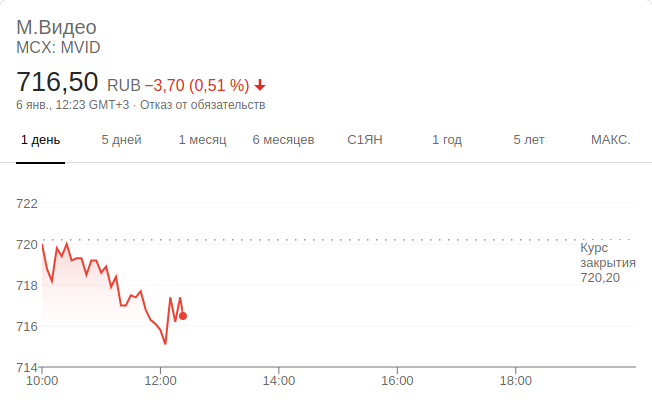 М.Видео
MCX: MVID
716,50 RUB −3,70 (0,51 %)
6 янв., 12:23 GMT+3 · Отказ от обязательств
1 день 5 дней 1 месяц 6 месяцев С1ЯН 1 год 5 лет МАКС.
722
720
718
716
714
Курс
закрытия
720,20
10:00 12:00 14:00 16:00 18:00